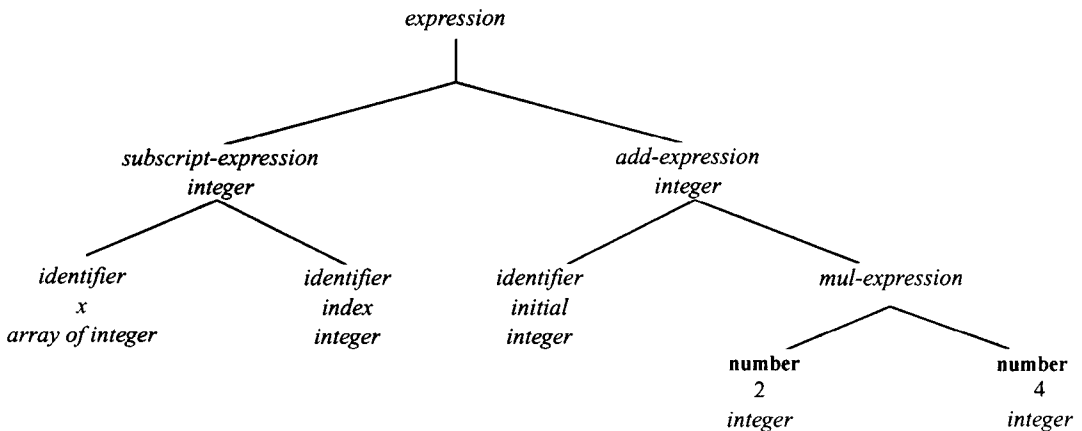 expression
subscript-expression
integer
add-expression
integer
identifier
x
array of integer
identifier
index
integer
identifier
initial
integer
mul-expression
number
2
integer
number
4
integer